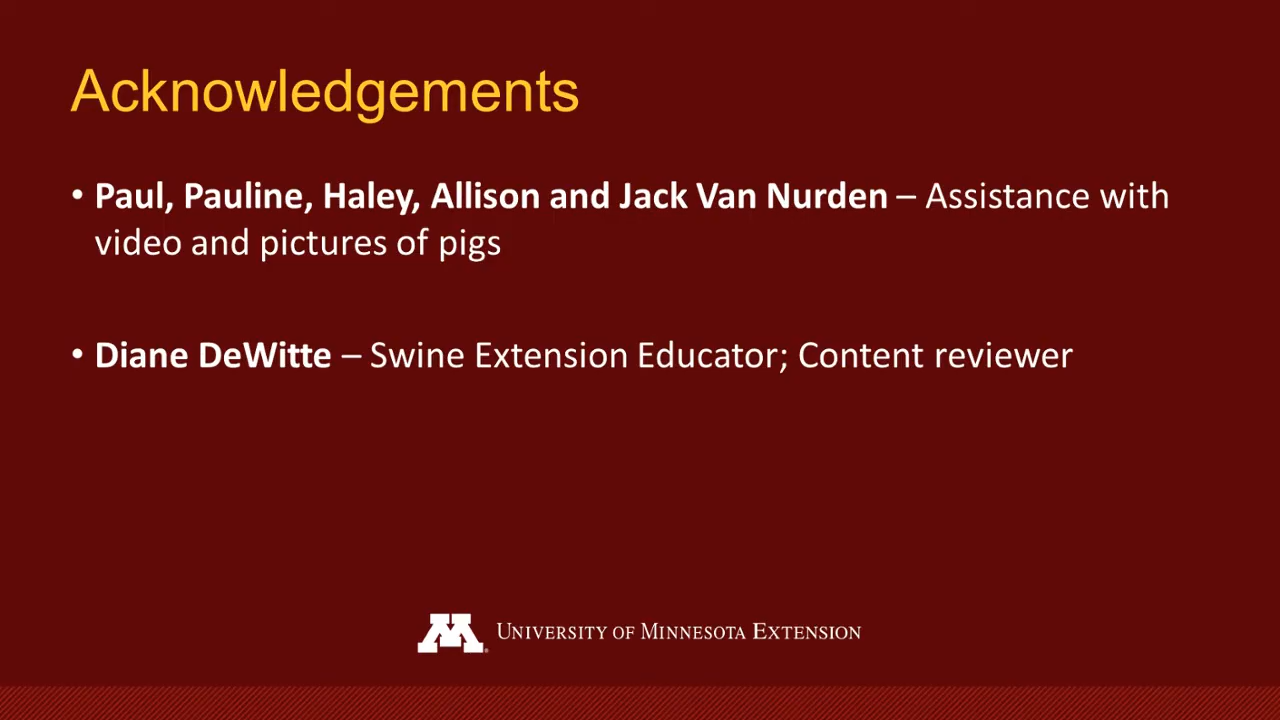 Acknowledgements
• Paul, Pauline, Haley, Allison and Jack Van Nurden – Assistance with
video and pictures of pigs
• Diane DeWitte – Swine Extension Educator; Content reviewer
M UNIVERSITY OF MINNESOTA EXTENSION